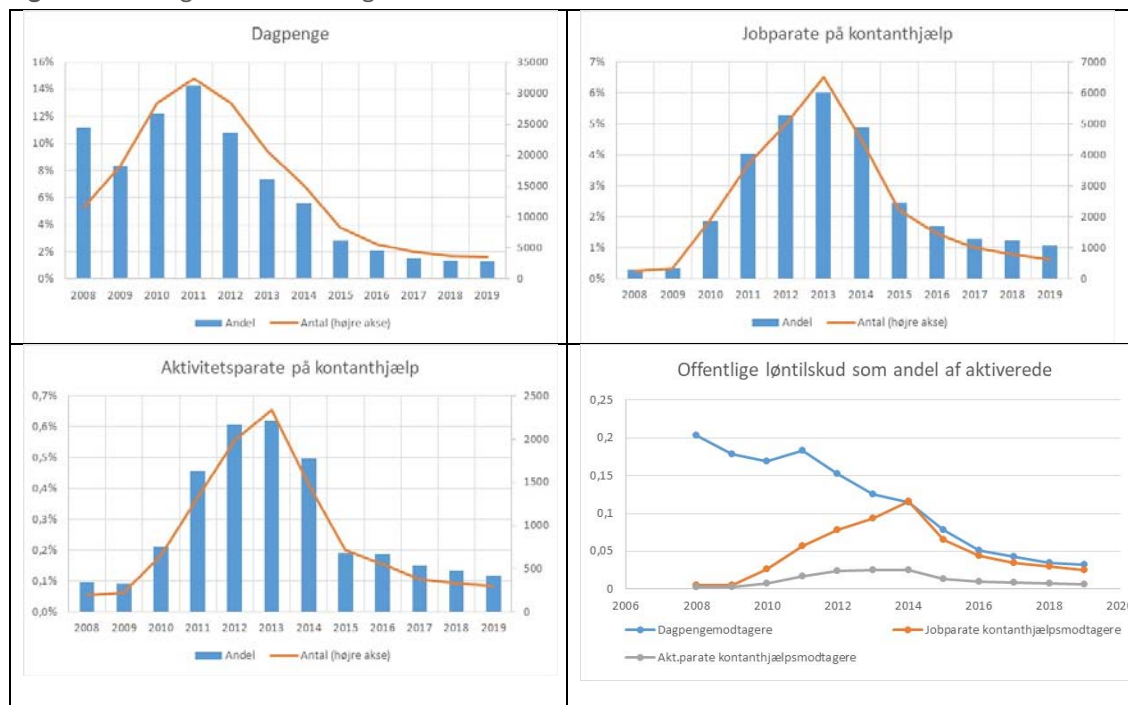 Dagpenge
16% 35000
14% 30000
12% 25000
10% 20000
8% 15000
6% 10000
4% 5000
2%
0% 0
2008 2009 2010 2011 2012 2013 2014 2015 2016 2017 2018 2019
Andel Antal (højre akse)
Jobparate på kontanthjælp
7% 7000
6% 6000
5% 5000
4% 4000
3% 3000
2% 2000
1% 1000
0% 0
2008 2009 2010 2011 2012 2013 2014 2015 2016 2017 2018 2019
Andel Antal (højre akse)
Aktivitetsparate på kontanthjælp
0,7% 2500
0,6% 2000
0,5% 1500
0,4% 1000
0,3% 500
0,2%
0,1%
0,0% 0
2008 2009 2010 2011 2012 2013 2014 2015 2016 2017 2018 2019
Andel Antal (højre akse)
Offentlige løntilskud som andel af aktiverede
0,25
0,2
0,15
0,1
0,05
0
2006 2008 2010 2012 2014 2016 2018 2020
Dagpengemodtagere Jobparate kontanthjælpsmodtagere
Akt.parate kontanthjælpsmodtagere